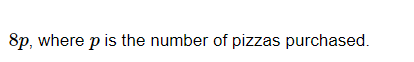 8p, where p is the number of pizzas purchased.